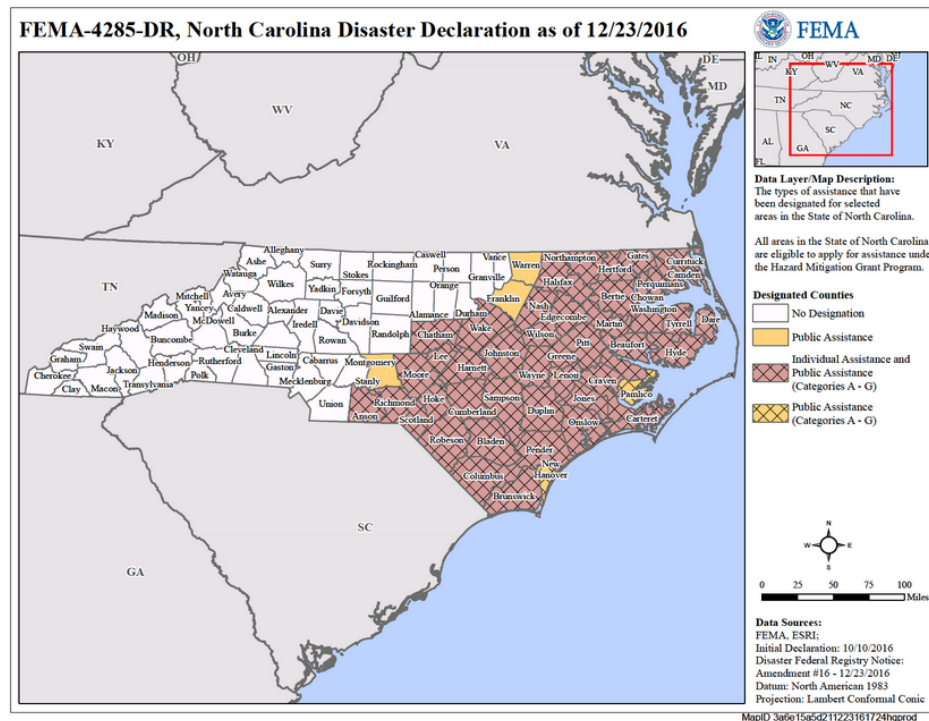 FEMA-4285-DR, North Carolina Disaster Declaration as of 12/23/2016
FEMA
OH
WV
KY
VA
DE
MD
TN
SC
GA
Alleghany
Ashe
Surry
Stokes
Rockingham
Caswell
Person
Vance
Granville
Warren
Northampton
Gates
Currituck
Camden
Hertford
Perquimans
Halifax
Watauga
Wilkes
Yadkin
Forsyth
Guilford
Orange
Franklin
Bertie
Chowan
Mitchell
Avery
Yancey
Caldwell
Alexander
Davie
Alamance
Durham
Nash
Edgecombe
Washington
Madison
McDowell
Iredell
Davidson
Randolph
Chatham
Wake
Wilson
Martin
Tyrrell
Dare
Haywood
Buncombe
Burke
Rowan
Pitt
Beaufort
Swain
Cleveland
Lincoln
Cabarrus
Montgomery
Lee
Johnston
Greene
Hyde
Graham
Jackson
Henderson
Rutherford
Gaston
Stanly
Moore
Harnett
Wayne
Lenoir
Craven
Cherokee
Macon
Transylvania
Polk
Mecklenburg
Pamlico
Clay
Union
Richmond
Hoke
Sampson
Jones
Anson
Scotland
Cumberland
Duplin
Onslow
Carteret
Robeson
Bladen
Pender
Columbus
New
Hanover
Brunswick
IL
IN
OH
MD
DE
KY
WV
VA
TN
NC
SC
AL
GA
FL
Data Layer/Map Description:
The types of assistance that have
been designated for selected
areas in the State of North Carolina.
All areas in the State of North Carolina
are eligible to apply for assistance under
the Hazard Mitigation Grant Program.
Designated Counties
No Designation
Public Assistance
Individual Assistance and
Public Assistance
(Categories A - G)
Public Assistance
(Categories A - G)
N
W
E
S
0 25 50 75 100
Miles
Data Sources:
FEMA, ESRI;
Initial Declaration: 10/10/2016
Disaster Federal Registry Notice:
Amendment #16 - 12/23/2016
Datum: North American 1983
Projection: Lambert Conformal Conic
MapID 3a6e15a5d211223161724hqprod